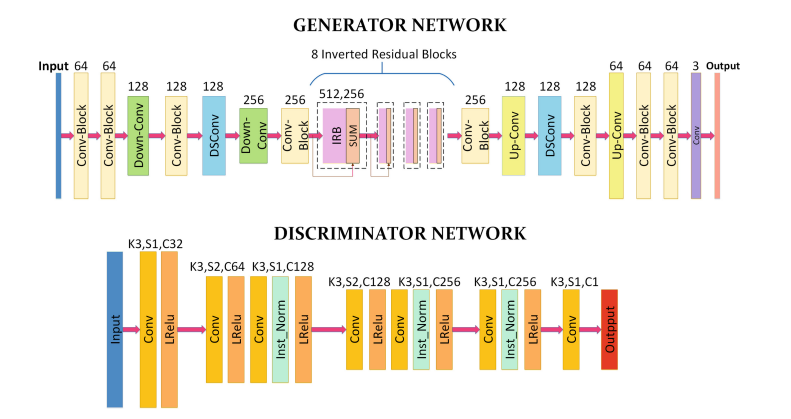 GENERATOR NETWORK
8 Inverted Residual Blocks
Input
64
64
128
128
128
256
256
512,256
256
128
128
128
64
64
64
3
Output
Conv-Block
Conv-Block
Down-Conv
Conv-Block
DSConv
Down-
Conv
Conv-
Block
IRB
SUM
Conv-
Block
Up-Conv
DSConv
Conv-Block
Up-Conv
Conv-Block
Conv-Block
Conv
DISCRIMINATOR NETWORK
K3,S1,C32
K3,S2,C64
K3,S1,C128
K3,S2,C128
K3,S1,C256
K3,S1,C256
K3,S1,C1
Input
Conv
LRelu
Conv
LRelu
Conv
Inst_Norm
LRelu
Conv
LRelu
Conv
Inst_Norm
LRelu
Conv
Inst_Norm
LRelu
Conv
Outpput